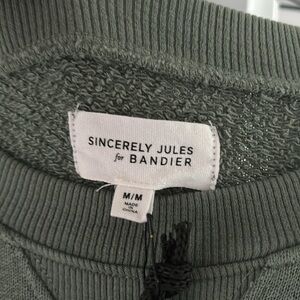 SINCERELY JULES
for BANDIER
M/M
MADE
IN
CHINA